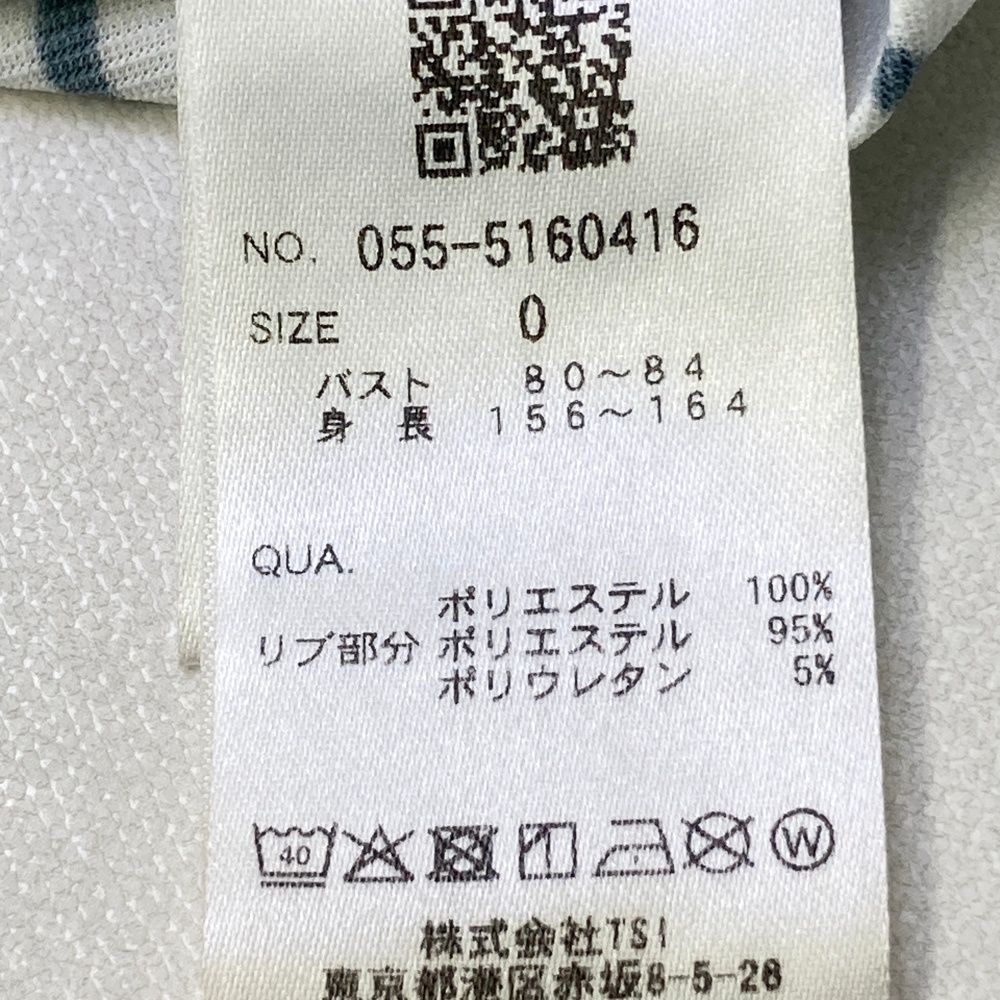 NO. 055-5160416
SIZE 0
バスト 80～84
身長 156～164
QUA.
ポリエステル 100%
リブ部分 ポリエステル 95%
ポリウレタン 5%
40
W
株式会社TSI
東京都港区赤坂8-5-28